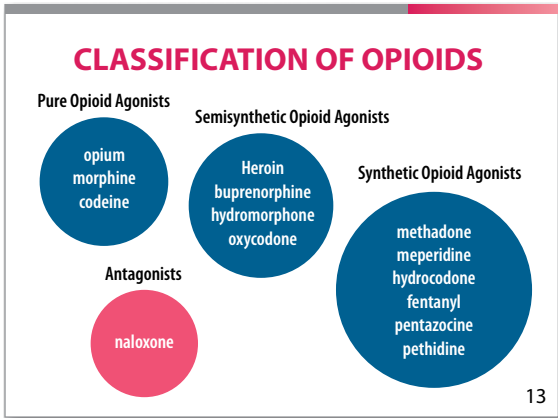 CLASSIFICATION OF OPIOIDS
Pure Opioid Agonists
opium
morphine
codeine
Semisynthetic Opioid Agonists
Heroin
buprenorphine
hydromorphone
oxycodone
Synthetic Opioid Agonists
methadone
meperidine
hydrocodone
fentanyl
pentazocine
pethidine
Antagonists
naloxone
13